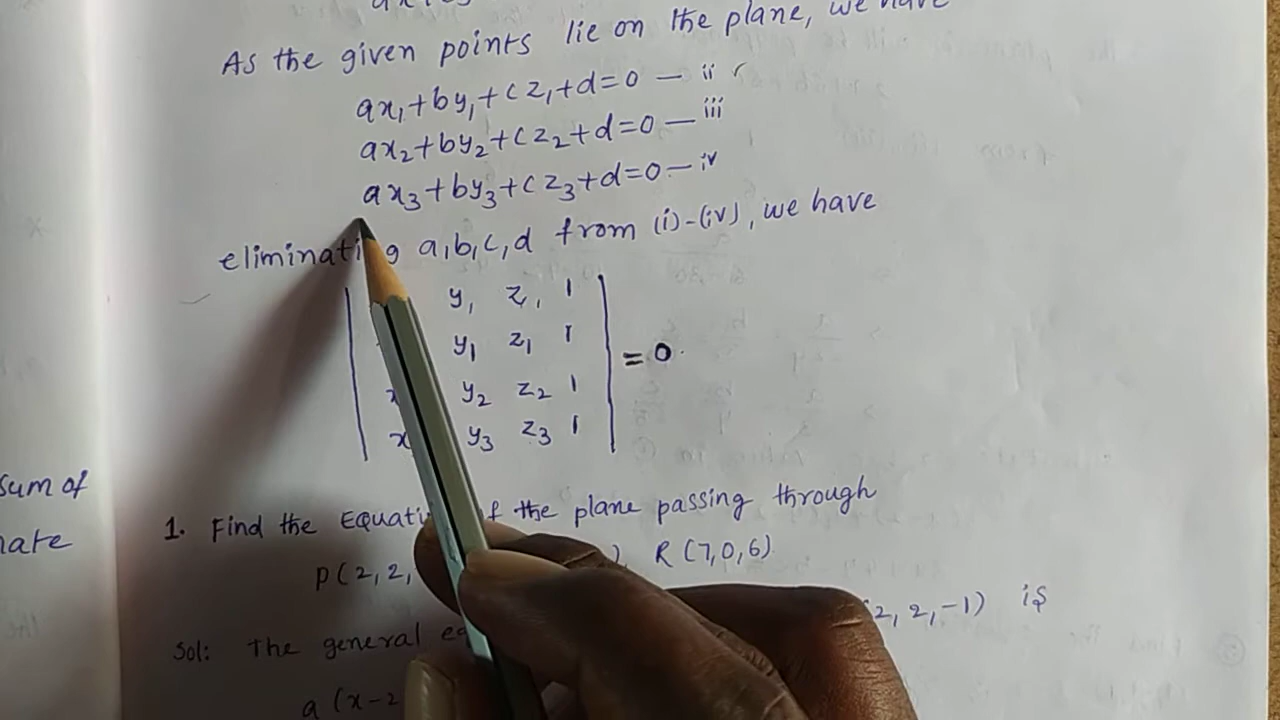 As the given points lie on the plane, we have
ax₁+by₁+cz₁+d=0 — ii
ax₂+by₂+cz₂+d=0 — iii
ax₃+by₃+cz₃+d=0 — iv
eliminating a,b,c,d from (i)-(iv), we have
y, z, 1
y₁ z₁ 1
y₂ z₂ 1 = 0
y₃ z₃ 1
sum of
1. Find the Equation of the plane passing through
P(2,2, R(7,0,6)
2,2,-1) is
Sol: The general
a(x-2